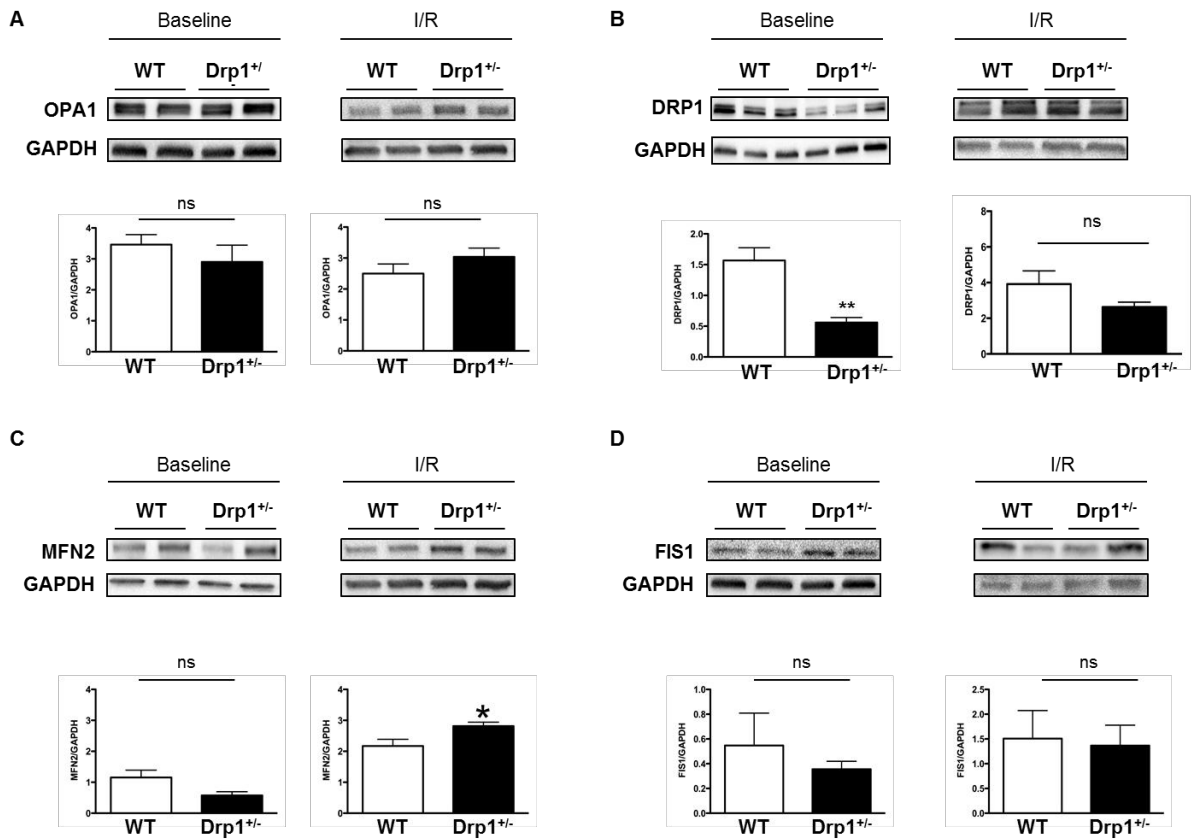 A
Baseline
I/R
WT
Drp1+/
-
WT
Drp1+/-
OPA1
GAPDH
ns
4
3
2
1
0
OPA1/GAPDH
WT
Drp1+/-
ns
4
3
2
1
0
OPA1/GAPDH
WT
Drp1+/-
B
Baseline
I/R
WT
Drp1+/-
WT
Drp1+/-
DRP1
GAPDH
2.0
1.5
1.0
0.5
0.0
DRP1/GAPDH
**
WT
Drp1+/-
8
6
4
2
0
DRP1/GAPDH
ns
WT
Drp1+/-
C
Baseline
I/R
WT
Drp1+/-
WT
Drp1+/-
MFN2
GAPDH
ns
4
3
2
1
0
MFN2/GAPDH
WT
Drp1+/-
4
3
2
1
0
MFN2/GAPDH
*
WT
Drp1+/-
D
Baseline
I/R
WT
Drp1+/-
WT
Drp1+/-
FIS1
GAPDH
ns
1.0
0.8
0.6
0.4
0.2
0.0
FIS1/GAPDH
WT
Drp1+/-
ns
2.5
2.0
1.5
1.0
0.5
0.0
FIS1/GAPDH
WT
Drp1+/-